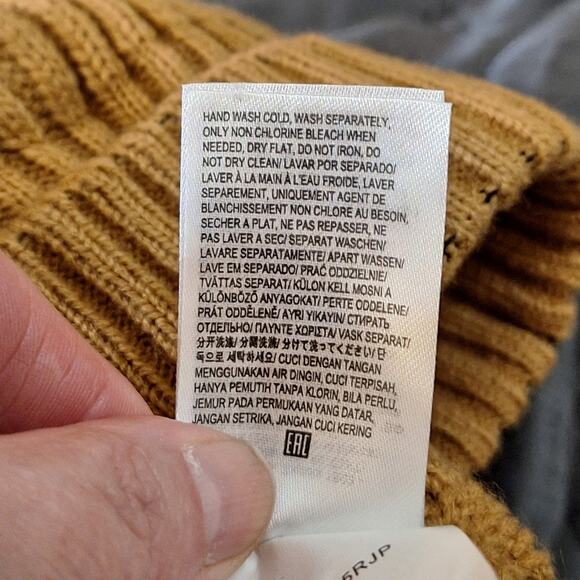 HAND WASH COLD, WASH SEPARATELY,
ONLY NON CHLORINE BLEACH WHEN
NEEDED, DRY FLAT, DO NOT IRON, DO
NOT DRY CLEAN/ LAVAR POR SEPARADO/
LAVER À LA MAIN À L'EAU FROIDE, LAVER
SEPAREMENT, UNIQUEMENT AGENT DE
BLANCHISSEMENT NON CHLORE AU BESOIN,
SECHER A PLAT, NE PAS REPASSER, NE
PAS LAVER A SEC/ SEPARAT WASCHEN/
LAVARE SEPARATAMENTE/ APART WASSEN/
LAVE EM SEPARADO/ PRAĆ ODDZIELNIE/
TVÄTTAS SEPARAT/ KÜLÖN KELL MOSNI A
KÜLÖNBÖZŐ ANYAGOKAT/ PERTE ODDELENE/
PRÁT ODDĚLENĚ/ AYRI YIKAYIN/ СТИРАТЬ
ОТДЕЛЬНО/ ΠΛΥΝΤΕ ΧΩΡΙΣΤΑ/ VASK SEPARAT/
分开洗涤/ 分開洗滌/ 分けて洗ってください/ 단
독으로 세탁하세요/ CUCI DENGAN TANGAN
MENGGUNAKAN AIR DINGIN, CUCI TERPISAH,
HANYA PEMUTIH TANPA KLORIN, BILA PERLU,
JEMUR PADA PERMUKAAN YANG DATAR,
JANGAN SETRIKA, JANGAN CUCI KERING
EAC
5RJP